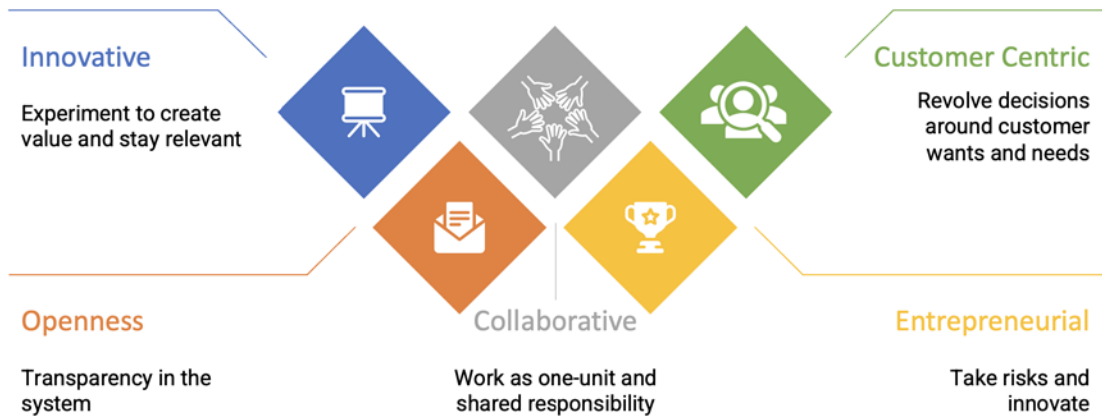 Innovative
Experiment to create
value and stay relevant
Customer Centric
Revolve decisions
around customer
wants and needs
Openness
Transparency in the
system
Collaborative
Work as one-unit and
shared responsibility
Entrepreneurial
Take risks and
innovate